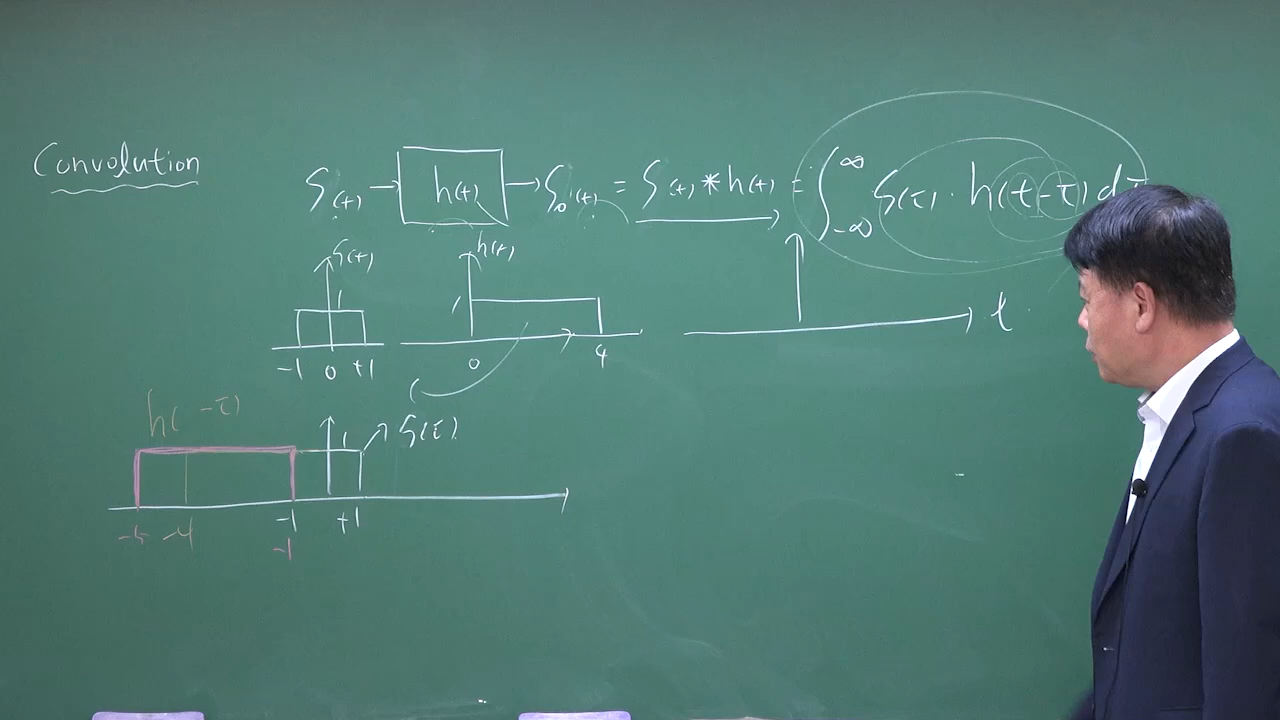 Convolution
S(t) → h(t) → S₀(t) = S(t) * h(t) = ∫_{-∞}^{∞} S(τ) · h(t-τ) dτ
S(t)
h(t)
1
1
t
-1 0 +1
0
4
h( -τ)
1
S(τ)
-5 -4
-1 +1
-1